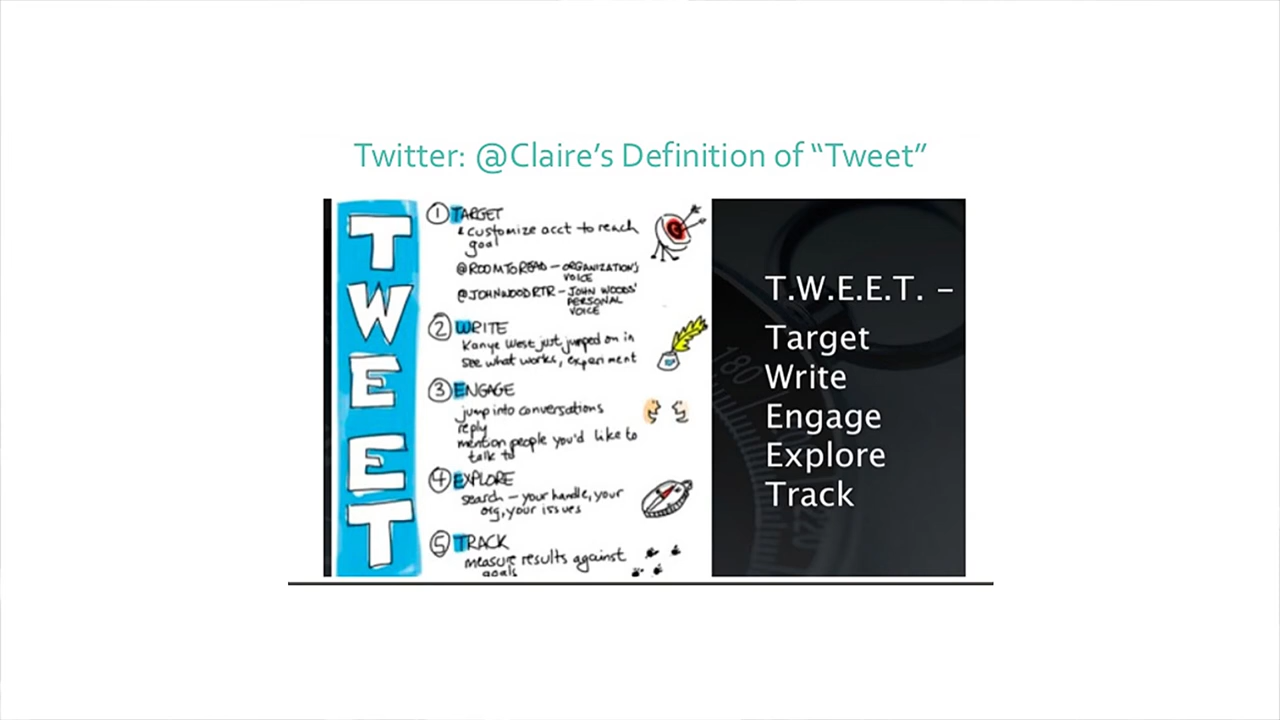 Twitter: @Claire’s Definition of “Tweet”
TWEET
1 TARGET
& customize acct to reach
goal
@ROOMTOREAD – ORGANIZATION'S
VOICE
@JOHNWOODRTR – JOHN WOODS'
PERSONAL
VOICE
2 WRITE
Kanye West just jumped on in
see what works, experiment
3 ENGAGE
jump into conversations
reply
mention people you'd like to
talk to
4 EXPLORE
search – your handle, your
org, your issues
5 TRACK
measure results against
goals
T.W.E.E.T. –
Target
Write
Engage
Explore
Track
180
220